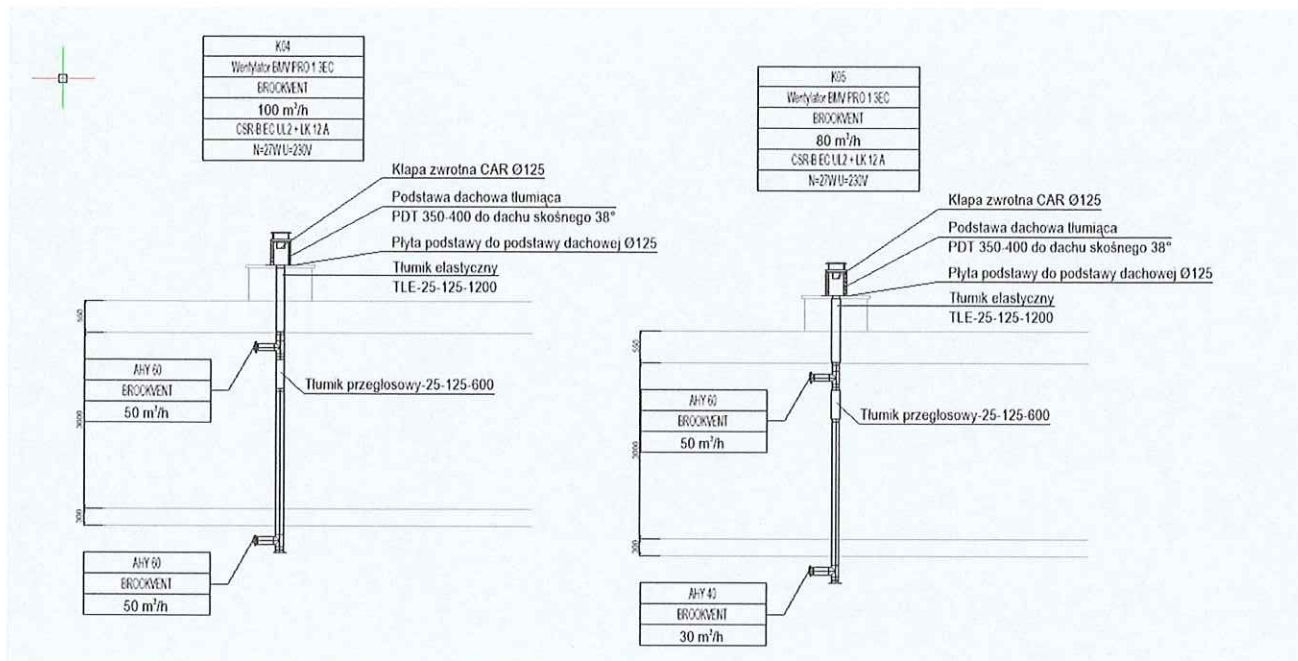 K04
Wentylator BMV PRO 1 3EC
BROOKVENT
100 m³/h
CSR-B EC UL2 + LK 12 A
N=27W U=230V
Klapa zwrotna CAR Ø125
Podstawa dachowa tłumiąca
PDT 350-400 do dachu skośnego 38°
Płyta podstawy do podstawy dachowej Ø125
Tłumik elastyczny
TLE-25-125-1200
550
AHY 60
BROOKVENT
50 m³/h
Tłumik przegłosowy-25-125-600
3000
300
AHY 60
BROOKVENT
50 m³/h
K05
Wentylator BMV PRO 1 3EC
BROOKVENT
80 m³/h
CSR-B EC UL2 + LK 12 A
N=27W U=230V
Klapa zwrotna CAR Ø125
Podstawa dachowa tłumiąca
PDT 350-400 do dachu skośnego 38°
Płyta podstawy do podstawy dachowej Ø125
Tłumik elastyczny
TLE-25-125-1200
550
AHY 60
BROOKVENT
50 m³/h
Tłumik przegłosowy-25-125-600
3000
300
AHY 40
BROOKVENT
30 m³/h